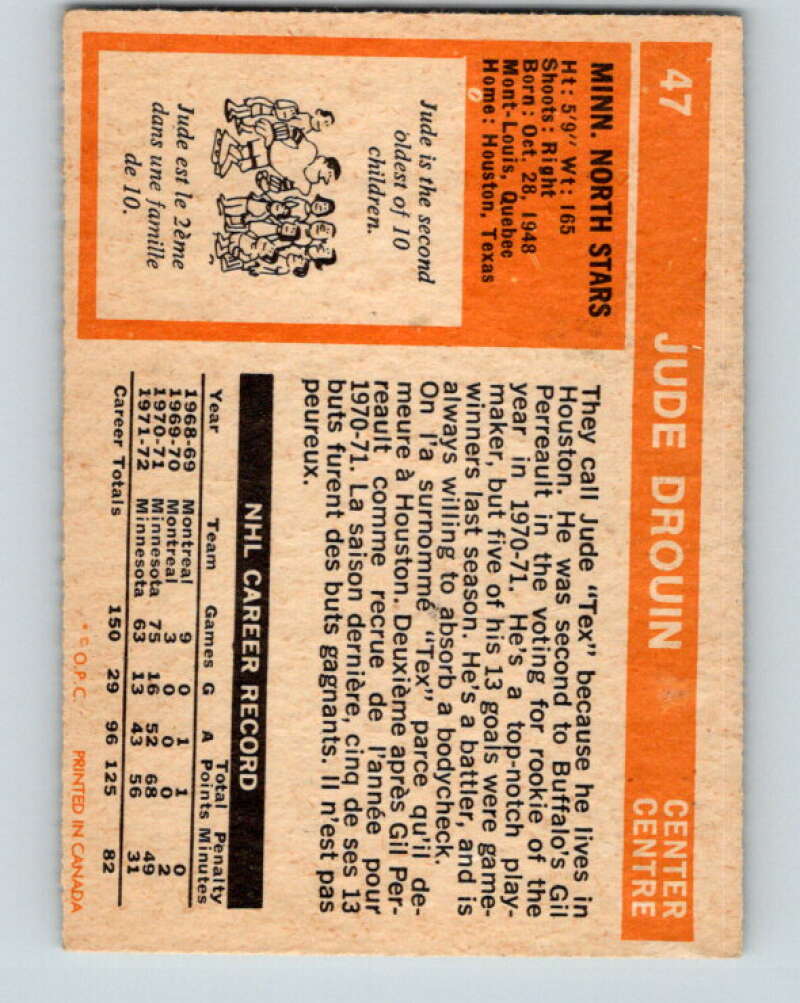 47 JUDE DROUIN CENTER
CENTRE
MINN. NORTH STARS
Ht: 5'9" Wt: 165
Shoots: Right
Born: Oct. 28, 1948
Mont-Louis, Quebec
Home: Houston, Texas
Jude is the second
oldest of 10
children.
Jude est le 2ème
dans une famille
de 10.
They call Jude "Tex" because he lives in
Houston. He was second to Buffalo's Gil
Perreault in the voting for rookie of the
year in 1970-71. He's a top-notch play-
maker, but five of his 13 goals were game-
winners last season. He's a battler, and is
always willing to absorb a bodycheck.
On l'a surnommé "Tex" parce qu'il de-
meure à Houston. Deuxième après Gil Per-
reault comme recrue de l'année pour
1970-71. La saison dernière, cinq de ses 13
buts furent des buts gagnants. Il n'est pas
peureux.
NHL CAREER RECORD
Total Penalty
Year Team Games G A Points Minutes
1968-69 Montreal 9 0 1 1 0
1969-70 Montreal 3 0 0 0 2
1970-71 Minnesota 75 16 52 68 49
1971-72 Minnesota 63 13 43 56 31
Career Totals 150 29 96 125 82
* © O.P.C. PRINTED IN CANADA